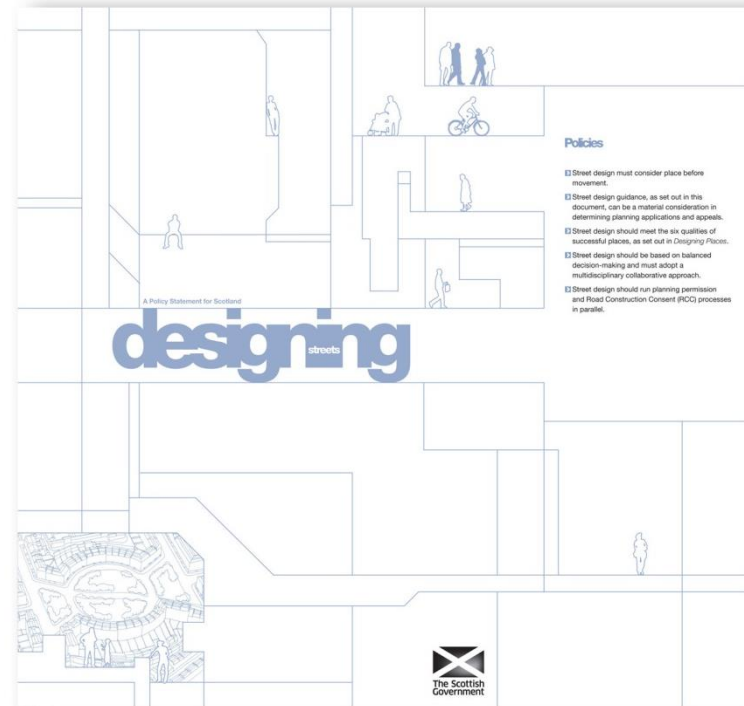 Policies
Street design must consider place before
movement.
Street design guidance, as set out in this
document, can be a material consideration in
determining planning applications and appeals.
Street design should meet the six qualities of
successful places, as set out in Designing Places.
Street design should be based on balanced
decision-making and must adopt a
multidisciplinary collaborative approach.
Street design should run planning permission
and Road Construction Consent (RCC) processes
in parallel.
A Policy Statement for Scotland
designing
streets
The Scottish
Government